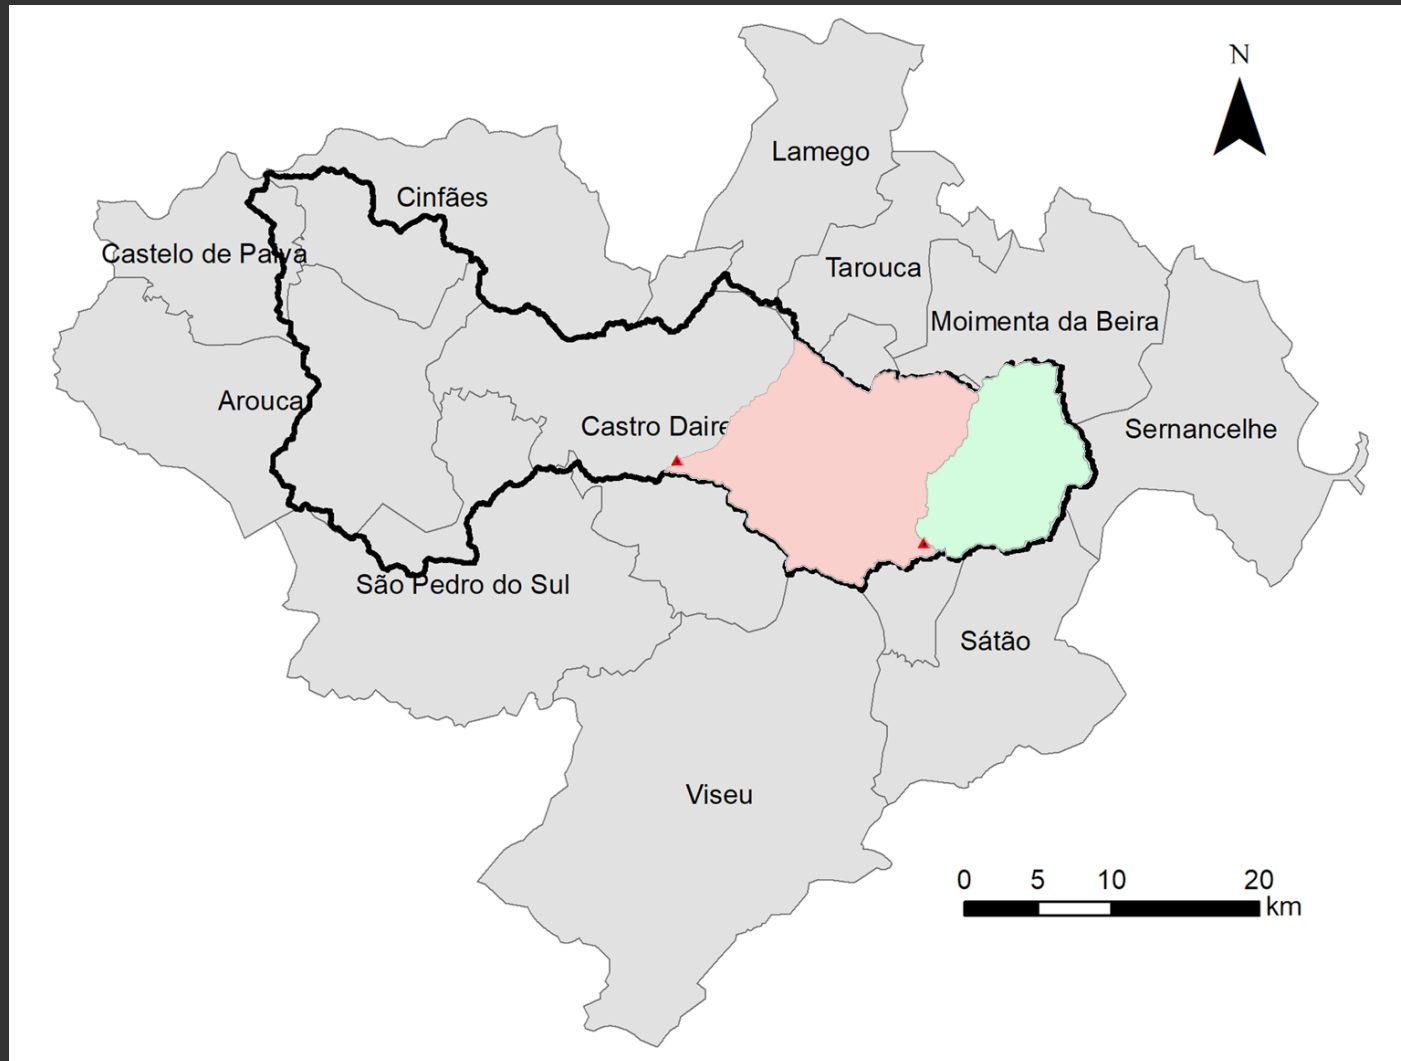 N
Lamego
Cinfães
Castelo de Paiva
Tarouca
Moimenta da Beira
Arouca
Castro Daire
Sernancelhe
São Pedro do Sul
Sátão
Viseu
0 5 10 20
km